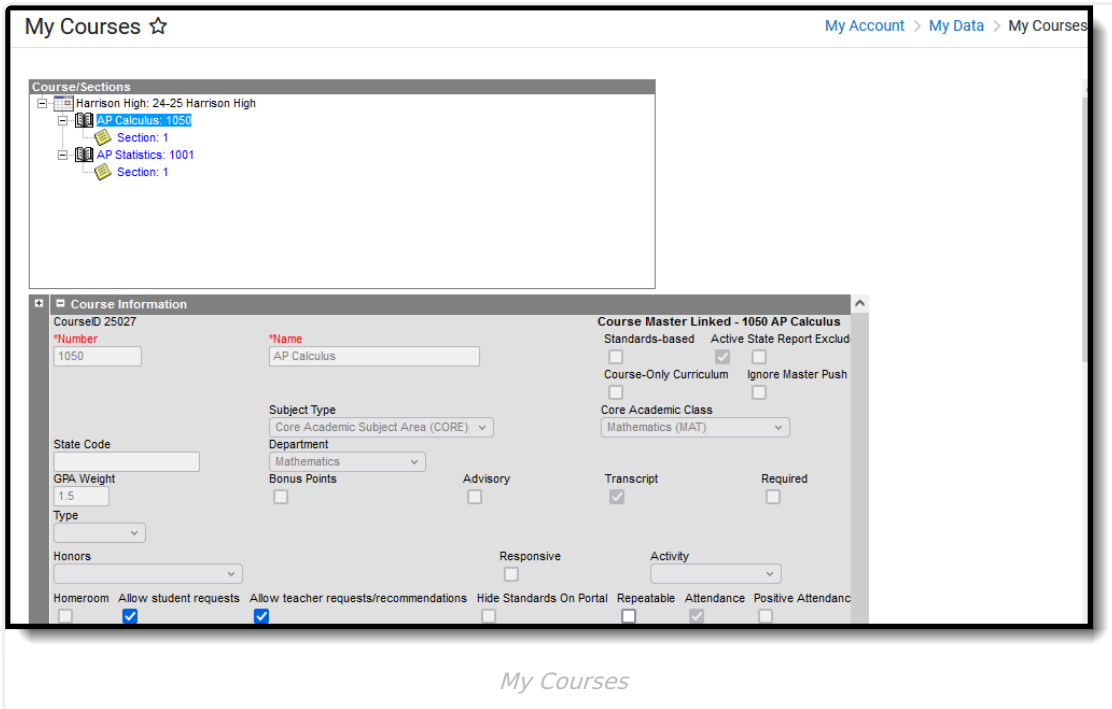 My Courses
My Account > My Data > My Courses
Course/Sections
Harrison High: 24-25 Harrison High
AP Calculus: 1050
Section: 1
AP Statistics: 1001
Section: 1
Course Information
CourseID 25027 Course Master Linked - 1050 AP Calculus
*Number *Name Standards-based Active State Report Exclud
1050 AP Calculus
Course-Only Curriculum Ignore Master Push
Subject Type Core Academic Class
Core Academic Subject Area (CORE) Mathematics (MAT)
State Code Department
Mathematics
GPA Weight Bonus Points Advisory Transcript Required
1.5
Type
Honors Responsive Activity
Homeroom Allow student requests Allow teacher requests/recommendations Hide Standards On Portal Repeatable Attendance Positive Attendanc
My Courses